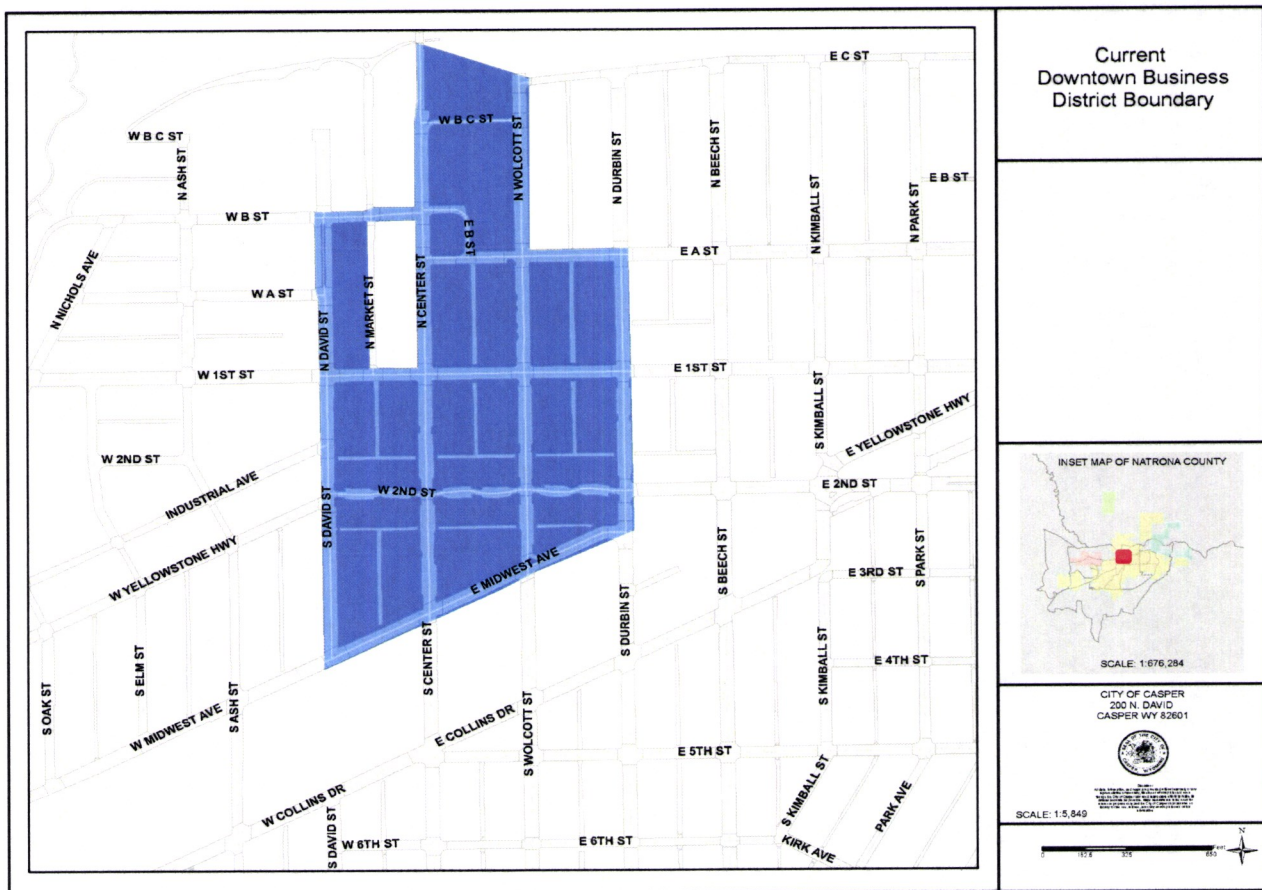 Current
Downtown Business
District Boundary
E C ST
W B C ST
W B C ST
N ASH ST
N WOLCOTT ST
N DURBIN ST
N BEECH ST
N KIMBALL ST
N PARK ST
E B ST
W B ST
E B ST
E A ST
N NICHOLS AVE
W A ST
N DAVID ST
N MARKET ST
N CENTER ST
W 1ST ST
E 1ST ST
S KIMBALL ST
E YELLOWSTONE HWY
W 2ND ST
W 2ND ST
E 2ND ST
INDUSTRIAL AVE
S DAVID ST
W YELLOWSTONE HWY
E MIDWEST AVE
S BEECH ST
E 3RD ST
S PARK ST
S OAK ST
S ELM ST
S ASH ST
S CENTER ST
S DURBIN ST
E 4TH ST
S KIMBALL ST
W MIDWEST AVE
E COLLINS DR
S WOLCOTT ST
E 5TH ST
W COLLINS DR
S DAVID ST
W 6TH ST
E 6TH ST
S KIMBALL ST
PARK AVE
KIRK AVE
INSET MAP OF NATRONA COUNTY
SCALE: 1:676,284
CITY OF CASPER
200 N. DAVID
CASPER WY 82601
SCALE: 1:5,849
N
Feet
0 162.5 325 650